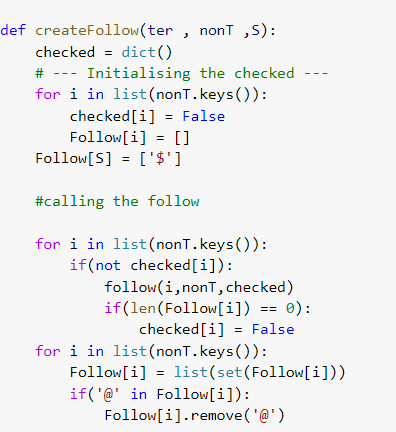 def createFollow(ter , nonT ,S):
    checked = dict()
    # --- Initialising the checked ---
    for i in list(nonT.keys()):
        checked[i] = False
        Follow[i] = []
    Follow[S] = ['$']

    #calling the follow

    for i in list(nonT.keys()):
        if(not checked[i]):
            follow(i,nonT,checked)
            if(len(Follow[i]) == 0):
                checked[i] = False
    for i in list(nonT.keys()):
        Follow[i] = list(set(Follow[i]))
        if('@' in Follow[i]):
            Follow[i].remove('@')